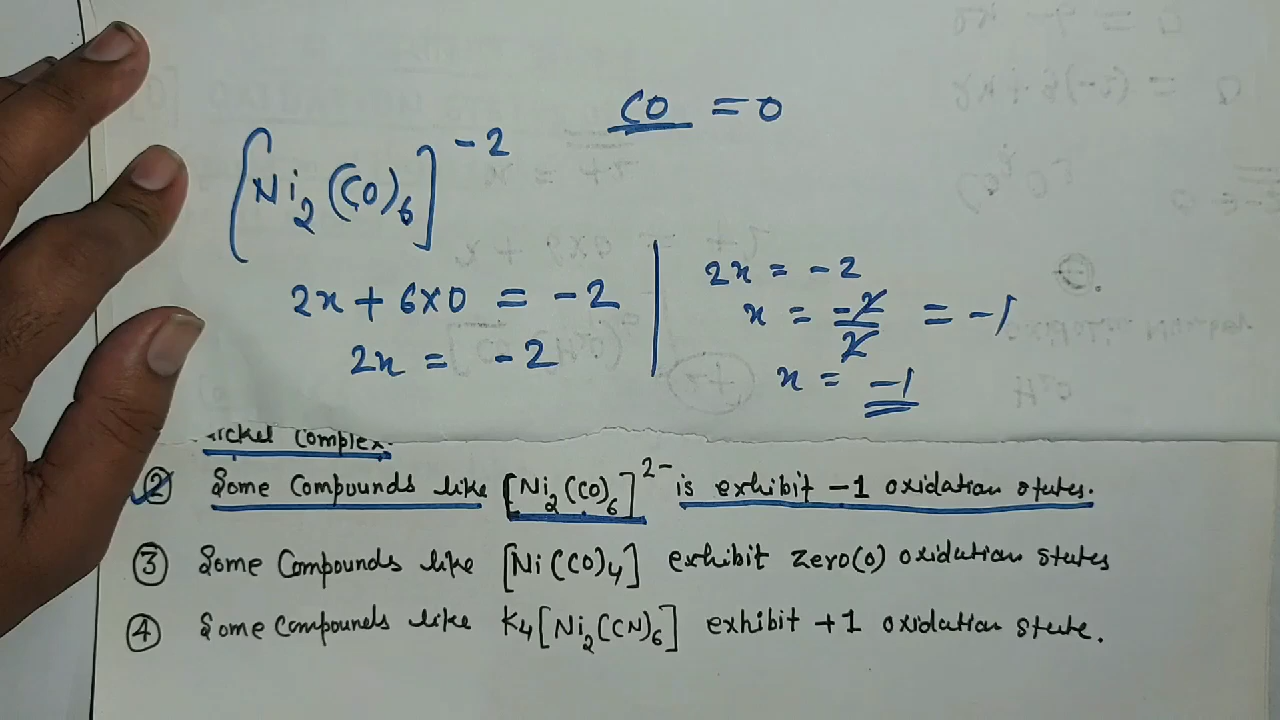 CO = 0
[Ni2(CO)6]-2
2x + 6x0 = -2
2x = -2
2x = -2
x = -2/2 = -1
x = -1
ickel Complex.
② Some Compounds like [Ni2(CO)6]2- is exhibit -1 oxidation states.
③ Some Compounds like [Ni(CO)4] exhibit zero(0) oxidation states
④ Some Compounds like K4[Ni2(CN)6] exhibit +1 oxidation state.